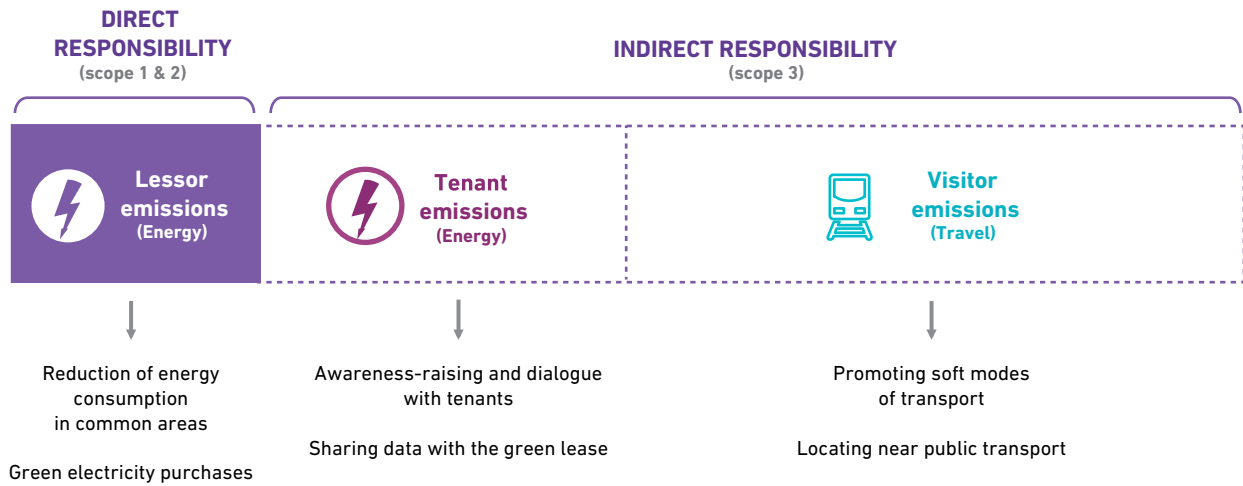 DIRECT
RESPONSIBILITY
(scope 1 & 2)
INDIRECT RESPONSIBILITY
(scope 3)
Lessor
emissions
(Energy)
Tenant
emissions
(Energy)
Visitor
emissions
(Travel)
Reduction of energy
consumption
in common areas
Green electricity purchases
Awareness-raising and dialogue
with tenants
Sharing data with the green lease
Promoting soft modes
of transport
Locating near public transport